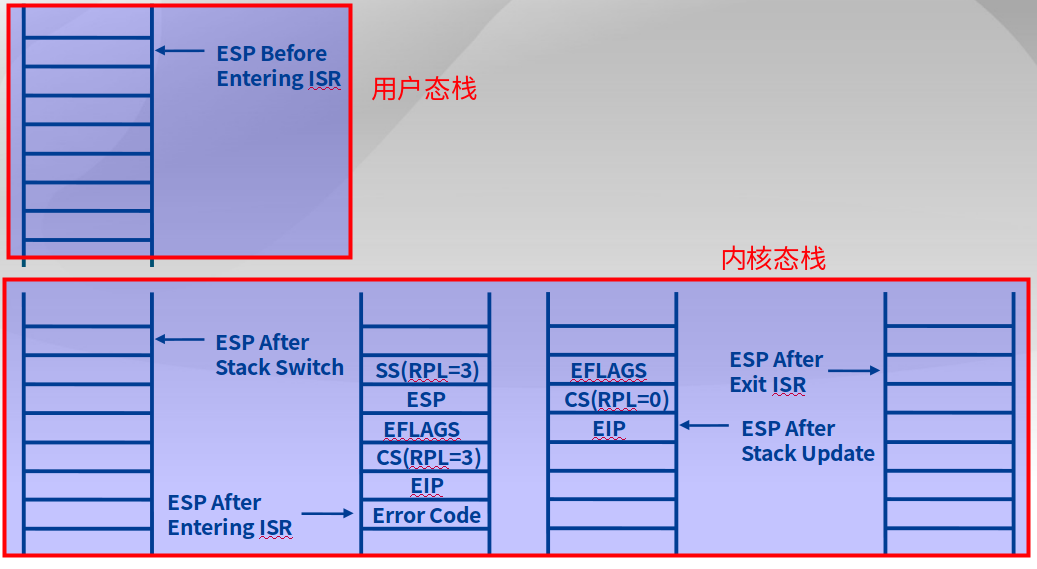 ESP Before
Entering ISR
用户态栈
内核态栈
ESP After
Stack Switch
SS(RPL=3)
ESP
EFLAGS
CS(RPL=3)
EIP
Error Code
ESP After
Entering ISR
EFLAGS
CS(RPL=0)
EIP
ESP After
Stack Update
ESP After
Exit ISR